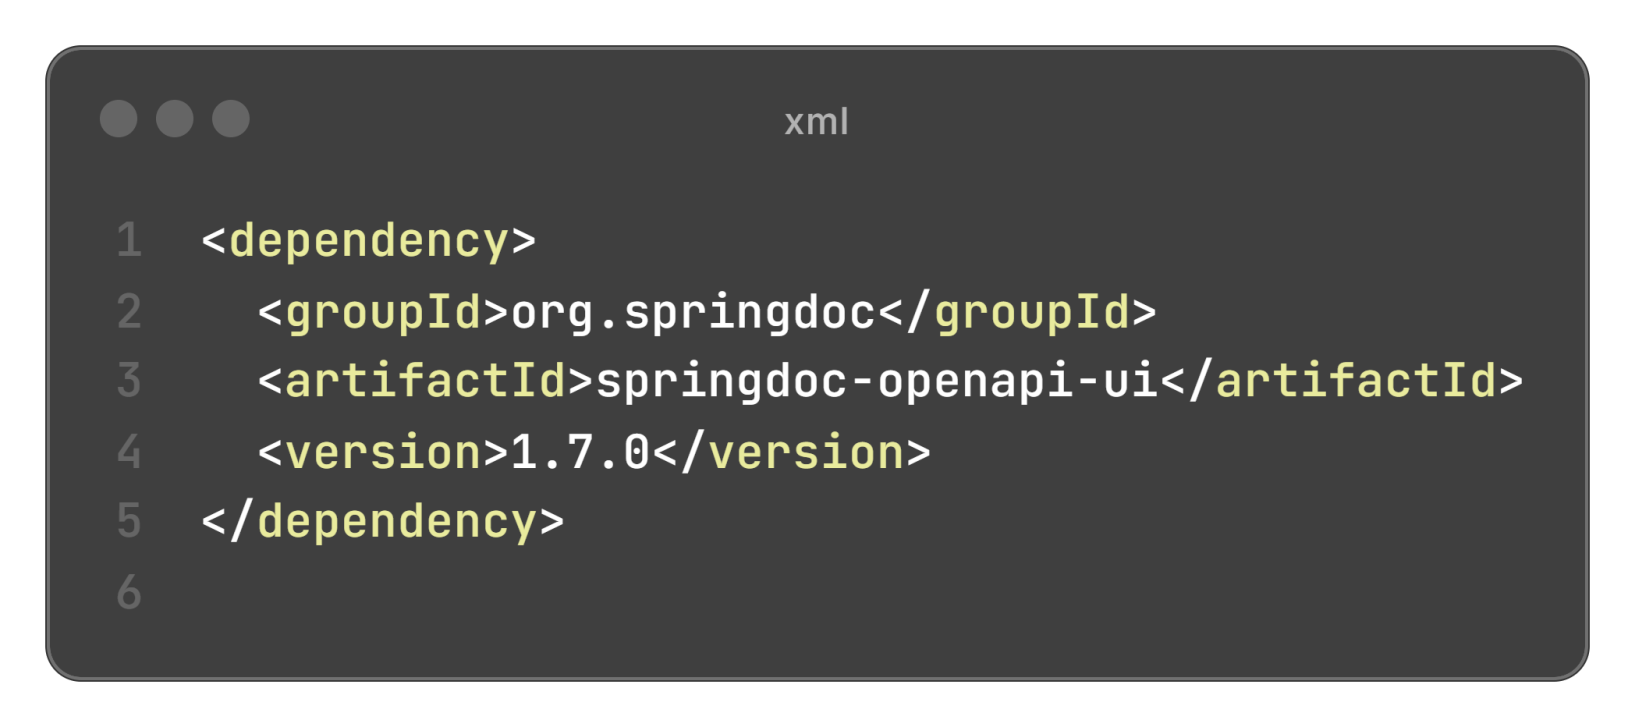 xml
1 <dependency>
2   <groupId>org.springdoc</groupId>
3   <artifactId>springdoc-openapi-ui</artifactId>
4   <version>1.7.0</version>
5 </dependency>
6